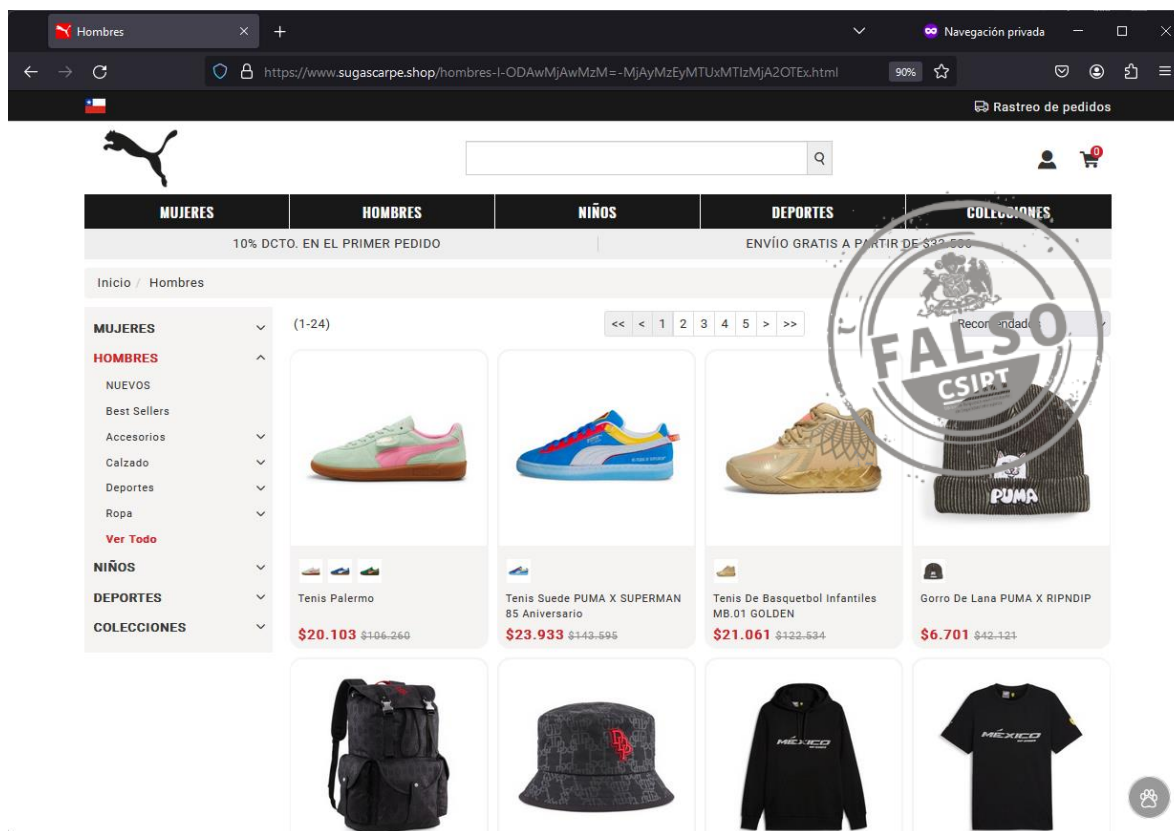 Hombres
Navegación privada
https://www.sugascarpe.shop/hombres-l-ODAwMjAwMzM=-MjAyMzEyMTUxMTIzMjA2OTEx.html
90%
Rastreo de pedidos
0
MUJERES
HOMBRES
NIÑOS
DEPORTES
COLECCIONES
10% DCTO. EN EL PRIMER PEDIDO
ENVÍIO GRATIS A PARTIR DE
Inicio / Hombres
MUJERES
HOMBRES
NUEVOS
Best Sellers
Accesorios
Calzado
Deportes
Ropa
Ver Todo
NIÑOS
DEPORTES
COLECCIONES
(1-24)
<< < 1 2 3 4 5 > >>
Recomendados
FALSO
CSIRT
PUMA
Tenis Palermo
$20.103 $106.260
Tenis Suede PUMA X SUPERMAN
85 Aniversario
$23.933 $143.595
Tenis De Basquetbol Infantiles
MB.01 GOLDEN
$21.061 $122.534
Gorro De Lana PUMA X RIPNDIP
$6.701 $42.121
MÉXICO
MÉXICO